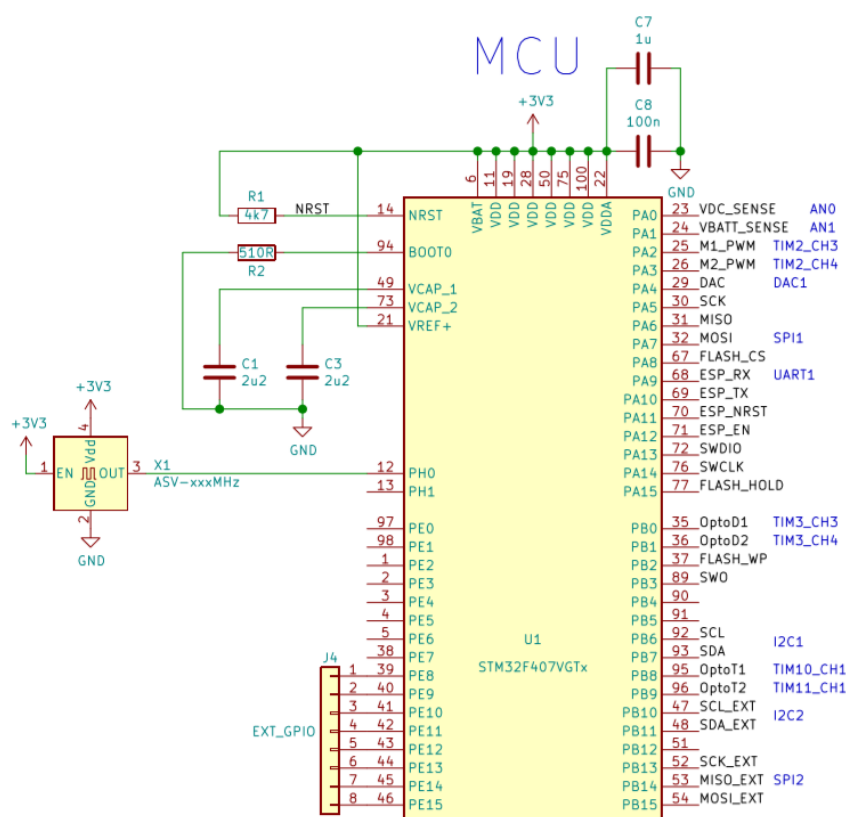 MCU
C7
1u
+3V3
C8
100n
GND
6 11 19 28 50 75 100 22
VBAT VDD VDD VDD VDD VDD VDD VDDA
R1
4k7
NRST
14 NRST
94 BOOT0
510R
R2
49 VCAP_1
73 VCAP_2
21 VREF+
C1
2u2
C3
2u2
GND
+3V3
+3V3
4
Vdd
1 EN
OUT 3
GND
2
GND
X1
ASV-xxxMHz
12 PH0
13 PH1
97 PE0
98 PE1
1 PE2
2 PE3
3 PE4
4 PE5
5 PE6
38 PE7
J4
EXT_GPIO
1 39 PE8
2 40 PE9
3 41 PE10
4 42 PE11
5 43 PE12
6 44 PE13
7 45 PE14
8 46 PE15
U1
STM32F407VGTx
PA0 23 VDC_SENSE AN0
PA1 24 VBATT_SENSE AN1
PA2 25 M1_PWM TIM2_CH3
PA3 26 M2_PWM TIM2_CH4
PA4 29 DAC DAC1
PA5 30 SCK
PA6 31 MISO
PA7 32 MOSI SPI1
PA8 67 FLASH_CS
PA9 68 ESP_RX UART1
PA10 69 ESP_TX
PA11 70 ESP_NRST
PA12 71 ESP_EN
PA13 72 SWDIO
PA14 76 SWCLK
PA15 77 FLASH_HOLD
PB0 35 OptoD1 TIM3_CH3
PB1 36 OptoD2 TIM3_CH4
PB2 37 FLASH_WP
PB3 89 SWO
PB4 90
PB5 91
PB6 92 SCL
I2C1
PB7 93 SDA
PB8 95 OptoT1 TIM10_CH1
PB9 96 OptoT2 TIM11_CH1
PB10 47 SCL_EXT
I2C2
PB11 48 SDA_EXT
PB12 51
PB13 52 SCK_EXT
PB14 53 MISO_EXT SPI2
PB15 54 MOSI_EXT